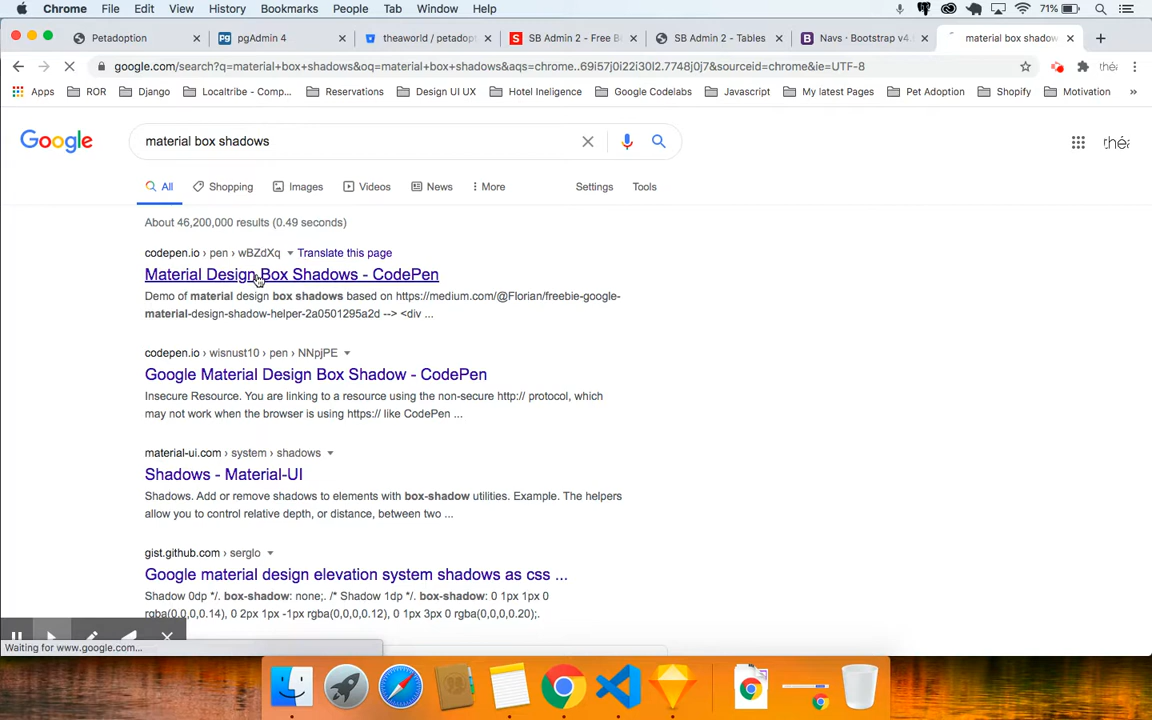 Chrome File Edit View History Bookmarks People Tab Window Help 71%
Petadoption pgAdmin 4 theaworld / petadop SB Admin 2 - Free B SB Admin 2 - Tables Navs · Bootstrap v4. material box shadow
google.com/search?q=material+box+shadows&oq=material+box+shadows&aqs=chrome..69i57j0i22i30l2.7748j0j7&sourceid=chrome&ie=UTF-8 théa
Apps ROR Django Localtribe - Comp... Reservations Design UI UX Hotel Ineligence Google Codelabs Javascript My latest Pages Pet Adoption Shopify Motivation »
Google material box shadows théa
All Shopping Images Videos News More Settings Tools
About 46,200,000 results (0.49 seconds)
codepen.io › pen › wBZdXq Translate this page
Material Design Box Shadows - CodePen
Demo of material design box shadows based on https://medium.com/@Florian/freebie-google-
material-design-shadow-helper-2a0501295a2d --> <div ...
codepen.io › wisnust10 › pen › NNpjPE
Google Material Design Box Shadow - CodePen
Insecure Resource. You are linking to a resource using the non-secure http:// protocol, which
may not work when the browser is using https:// like CodePen ...
material-ui.com › system › shadows
Shadows - Material-UI
Shadows. Add or remove shadows to elements with box-shadow utilities. Example. The helpers
allow you to control relative depth, or distance, between two ...
gist.github.com › serglo
Google material design elevation system shadows as css ...
Shadow 0dp */. box-shadow: none;. /* Shadow 1dp */. box-shadow: 0 1px 1px 0
rgba(0,0,0,0.14), 0 2px 1px -1px rgba(0,0,0,0.12), 0 1px 3px 0 rgba(0,0,0,0.20);.
Waiting for www.google.com...